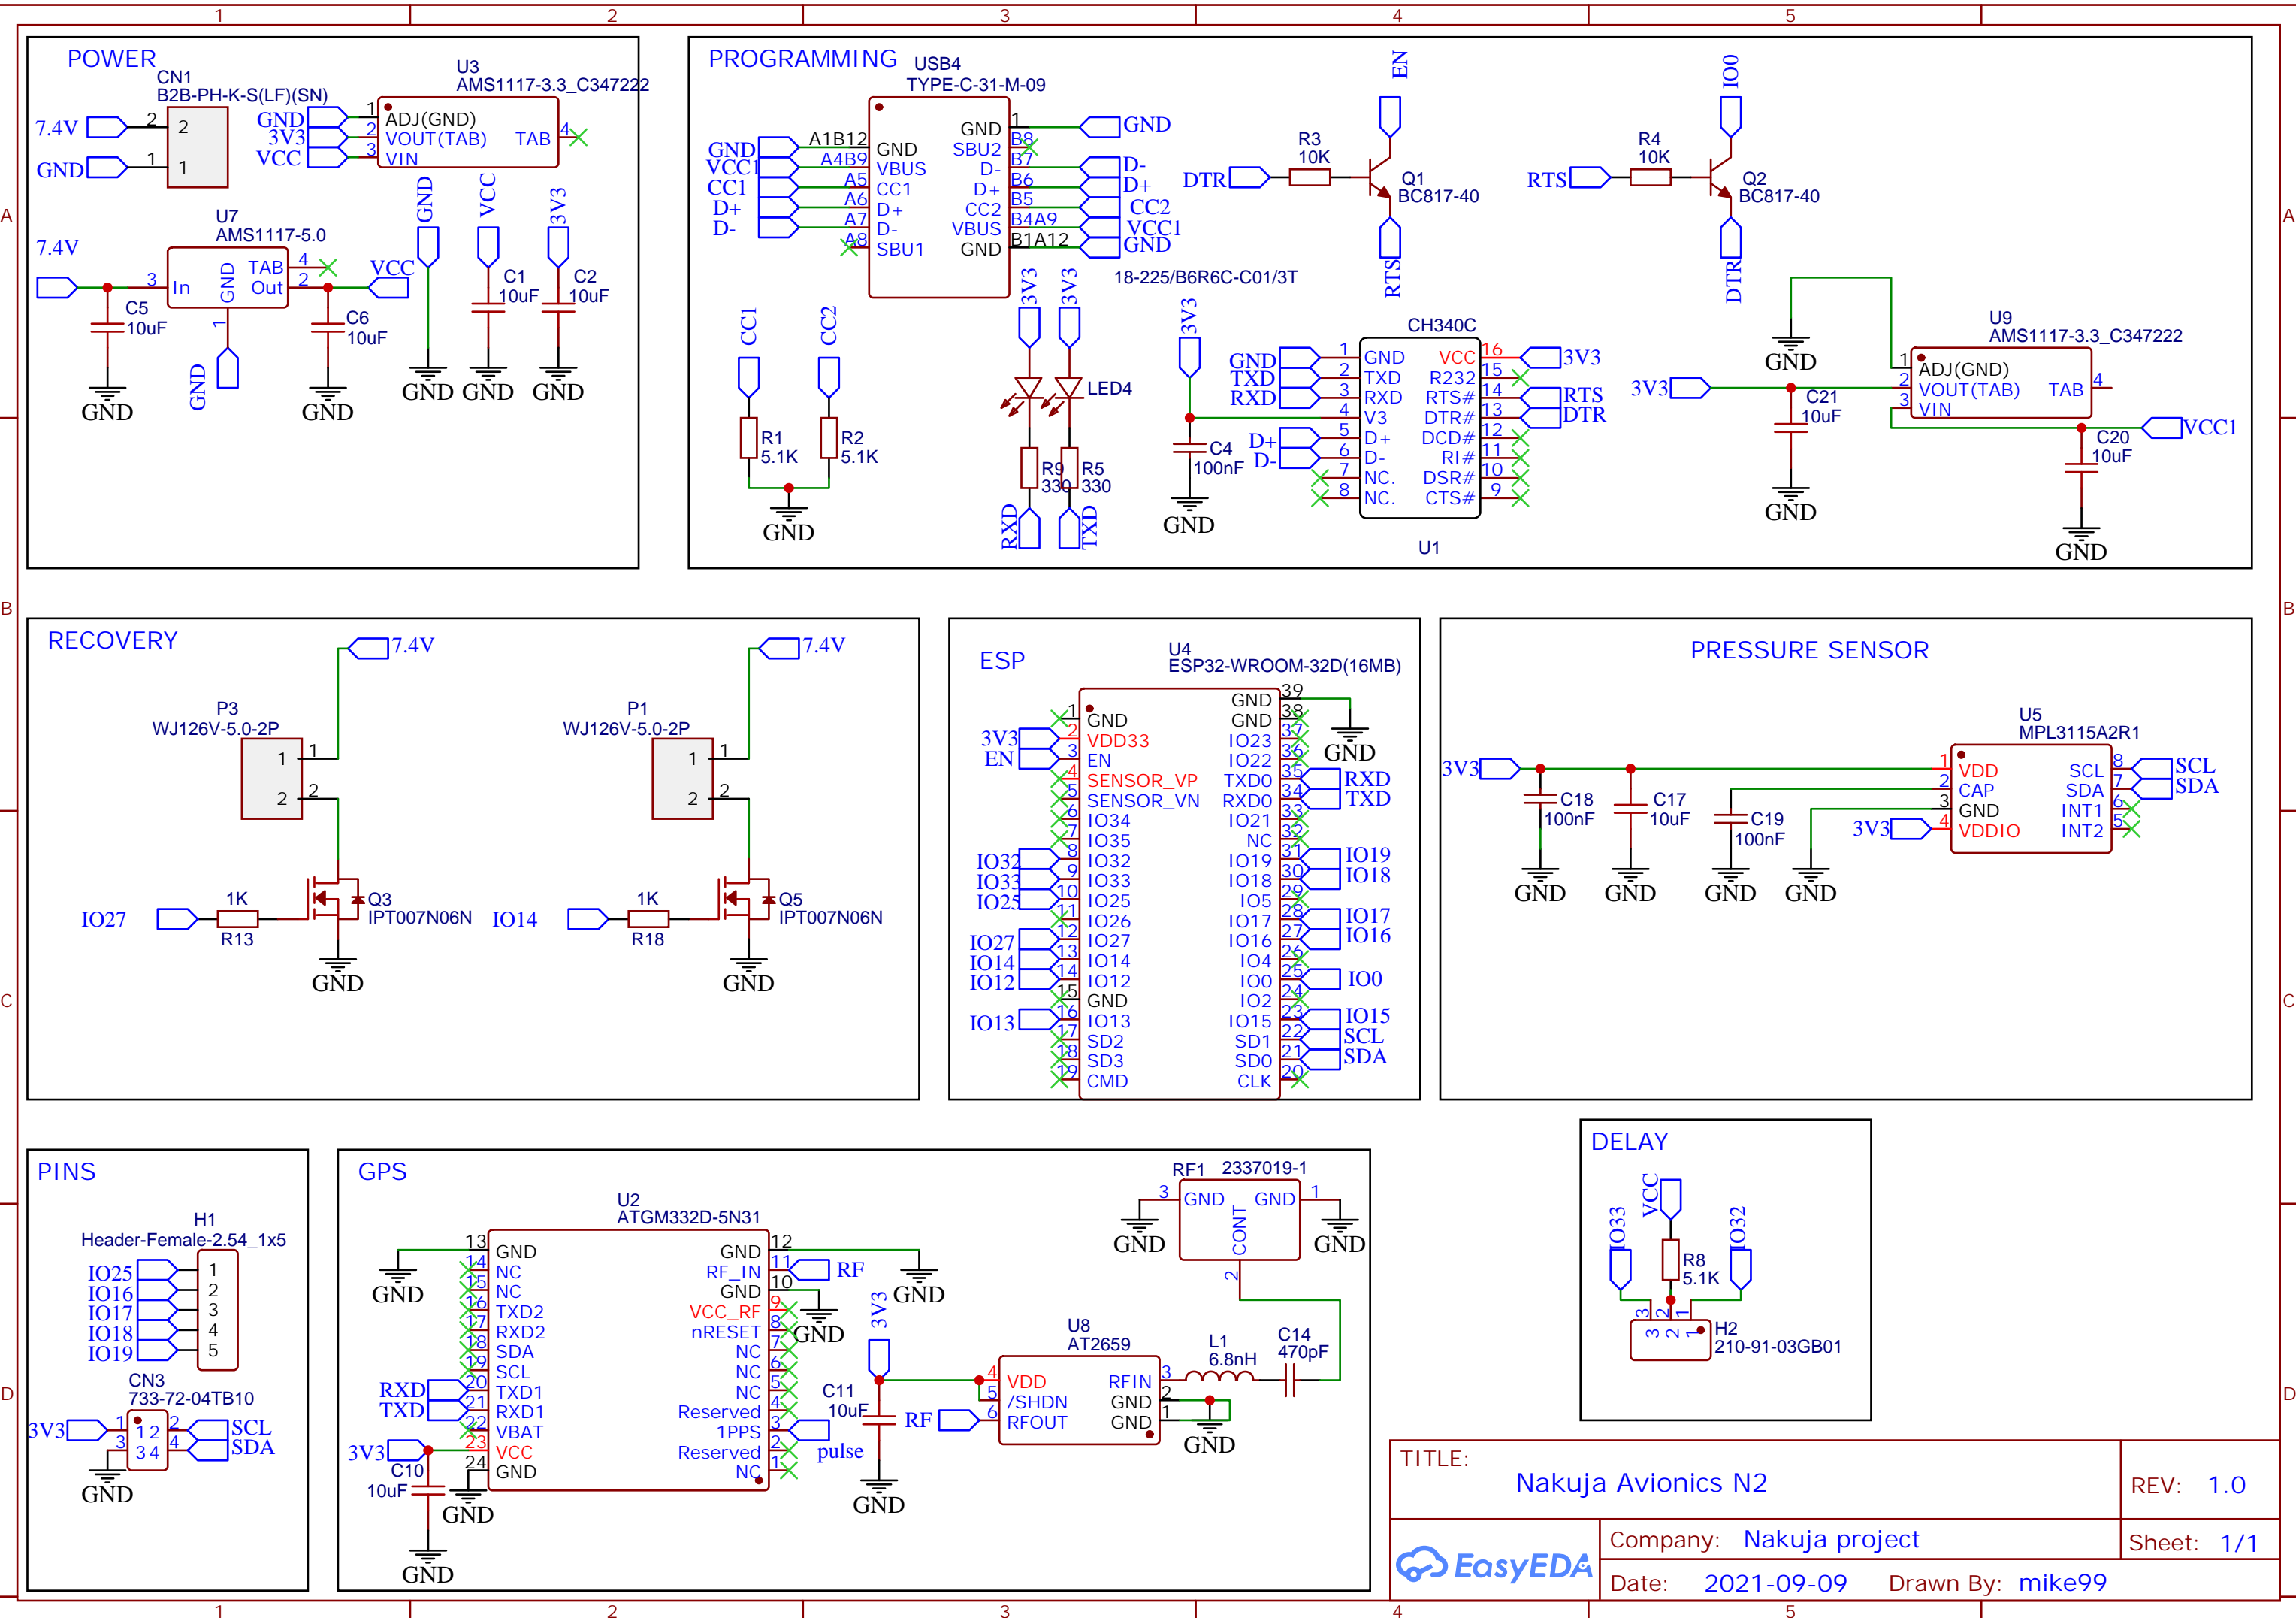 1 2 3 4 5
A
B
C
D
POWER
CN1
B2B-PH-K-S(LF)(SN)
7.4V 2 2
GND 1 1
U3
AMS1117-3.3_C347222
GND 1 ADJ(GND)
3V3 2 VOUT(TAB) TAB 4
VCC 3 VIN
U7
AMS1117-5.0
7.4V
3 In GND TAB 4
Out 2 VCC
1
GND
C5
10uF
GND
C6
10uF
GND
GND
GND
VCC
C1
10uF
GND
3V3
C2
10uF
GND
PROGRAMMING
USB4
TYPE-C-31-M-09
GND A1B12 GND
VCC1 A4B9 VBUS
CC1 A5 CC1
D+ A6 D+
D- A7 D-
A8 SBU1
GND 1 GND
SBU2 B8
D- B7 D-
D+ B6 D+
CC2 B5 CC2
VBUS B4A9 VCC1
GND B1A12 GND
CC1
R1
5.1K
CC2
R2
5.1K
GND
18-225/B6R6C-C01/3T
3V3
3V3
LED4
R9
330
R5
330
RXD
TXD
EN
R3
10K
DTR
Q1
BC817-40
RTS
IO0
R4
10K
RTS
Q2
BC817-40
DTR
3V3
C4
100nF
GND
CH340C
GND 1 GND
TXD 2 TXD
RXD 3 RXD
4 V3
D+ 5 D+
D- 6 D-
7 NC.
8 NC.
VCC 16 3V3
R232 15
RTS# 14 RTS
DTR# 13 DTR
DCD# 12
RI# 11
DSR# 10
CTS# 9
U1
GND
U9
AMS1117-3.3_C347222
1 ADJ(GND)
3V3 2 VOUT(TAB) TAB 4
3 VIN
C21
10uF
GND
VCC1
C20
10uF
GND
RECOVERY
7.4V
P3
WJ126V-5.0-2P
1 1
2 2
1K
IO27
R13
Q3
IPT007N06N
GND
7.4V
P1
WJ126V-5.0-2P
1 1
2 2
1K
IO14
R18
Q5
IPT007N06N
GND
ESP
U4
ESP32-WROOM-32D(16MB)
1 GND
3V3 2 VDD33
EN 3 EN
4 SENSOR_VP
5 SENSOR_VN
6 IO34
7 IO35
IO32 8 IO32
IO33 9 IO33
IO25 10 IO25
11 IO26
IO27 12 IO27
IO14 13 IO14
IO12 14 IO12
15 GND
IO13 16 IO13
17 SD2
18 SD3
19 CMD
GND 39
GND
GND 38
IO23 37
IO22 36
TXD0 35 RXD
RXD0 34 TXD
IO21 33
NC 32
IO19 31 IO19
IO18 30 IO18
IO5 29
IO17 28 IO17
IO16 27 IO16
IO4 26
IO0 25 IO0
IO2 24
IO15 23 IO15
SD1 22 SCL
SD0 21 SDA
CLK 20
PRESSURE SENSOR
U5
MPL3115A2R1
3V3
1 VDD
2 CAP
3 GND
3V3 4 VDDIO
SCL 8 SCL
SDA 7 SDA
INT1 6
INT2 5
C18
100nF
GND
C17
10uF
GND
C19
100nF
GND
GND
PINS
H1
Header-Female-2.54_1x5
IO25 1
IO16 2
IO17 3
IO18 4
IO19 5
CN3
733-72-04TB10
3V3 1 1 2 2 SCL
3 3 4 4 SDA
GND
GPS
U2
ATGM332D-5N31
13 GND
GND
14 NC
15 NC
16 TXD2
17 RXD2
18 SDA
19 SCL
RXD 20 TXD1
TXD 21 RXD1
22 VBAT
3V3 23 VCC
24 GND
GND
C10
10uF
GND
GND 12
GND
RF_IN 11 RF
GND 10
GND
VCC_RF 9
nRESET 8
NC 7
NC 6
NC 5
Reserved 4
1PPS 3 pulse
Reserved 2
NC 1
3V3
C11
10uF
GND
RF1 2337019-1
3 GND GND 1
CONT
2
GND GND
U8
AT2659
4 VDD
5 /SHDN
RF 6 RFOUT
RFIN 3
GND 2
GND 1
GND
L1
6.8nH
C14
470pF
DELAY
IO33
VCC
IO32
R8
5.1K
3 2 1
3 2 1
H2
210-91-03GB01
TITLE:
Nakuja Avionics N2
REV: 1.0
EasyEDA
Company: Nakuja project
Sheet: 1/1
Date: 2021-09-09 Drawn By: mike99
A
B
C
D
1 2 3 4 5